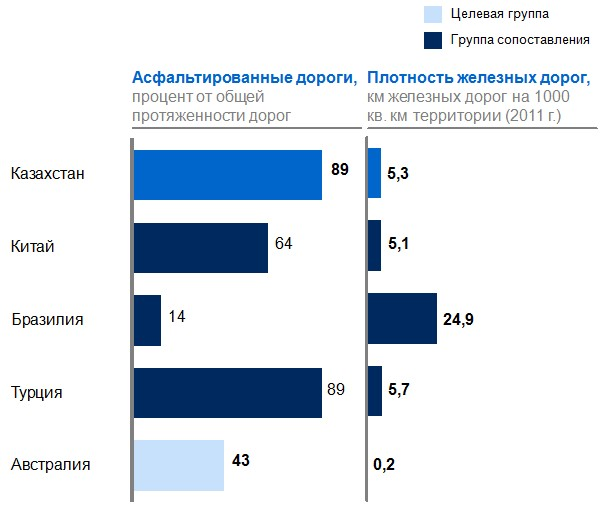 Целевая группа
Группа сопоставления
Асфальтированные дороги,
процент от общей
протяженности дорог
Плотность железных дорог,
км железных дорог на 1000
кв. км территории (2011 г.)
Казахстан 89 5,3
Китай 64 5,1
Бразилия 14 24,9
Турция 89 5,7
Австралия 43 0,2